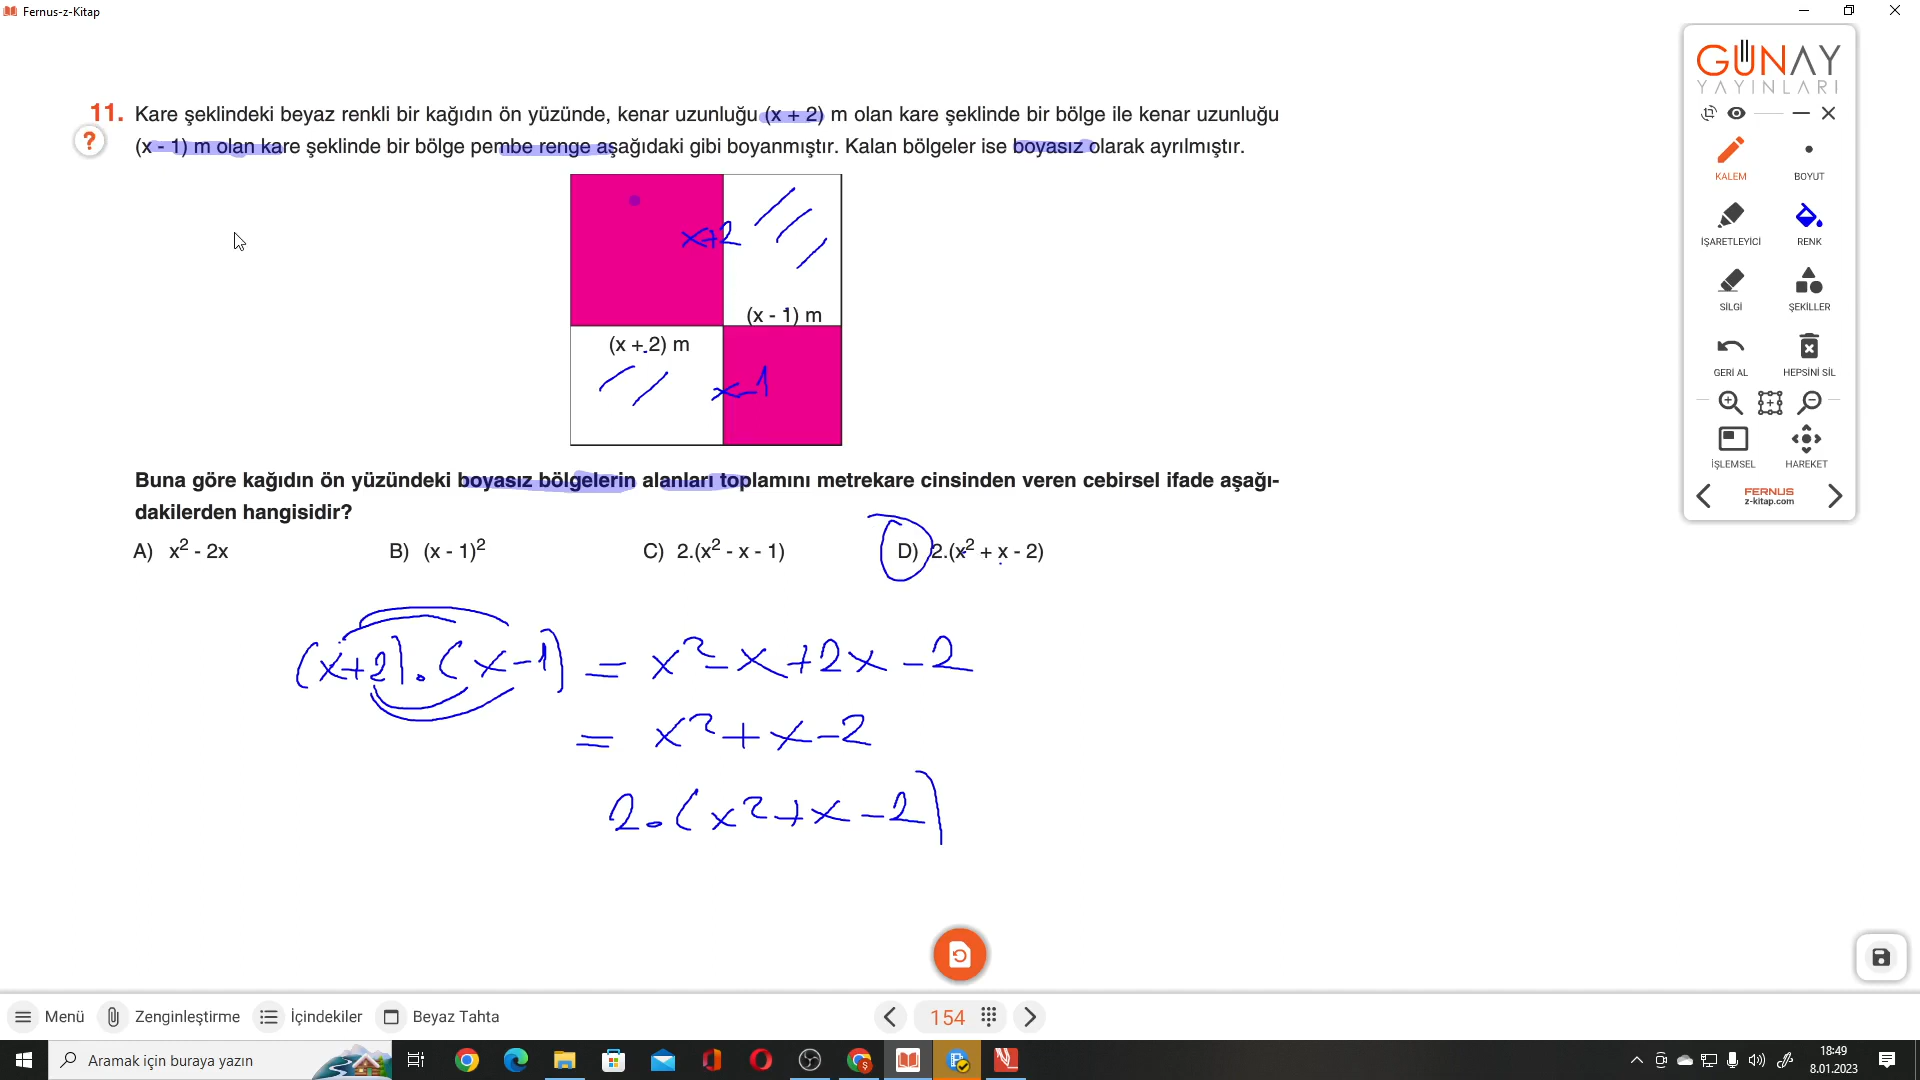 Fernus-z-Kitap
GÜNAY
YAYINLARI
11. Kare şeklindeki beyaz renkli bir kağıdın ön yüzünde, kenar uzunluğu (x + 2) m olan kare şeklinde bir bölge ile kenar uzunluğu
? (x - 1) m olan kare şeklinde bir bölge pembe renge aşağıdaki gibi boyanmıştır. Kalan bölgeler ise boyasız olarak ayrılmıştır.
x+2
(x - 1) m
(x + 2) m
x-1
Buna göre kağıdın ön yüzündeki boyasız bölgelerin alanları toplamını metrekare cinsinden veren cebirsel ifade aşağı-
dakilerden hangisidir?
A) x² - 2x B) (x - 1)² C) 2.(x² - x - 1) D) 2.(x² + x - 2)
(x+2).(x-1) = x²-x+2x-2
= x²+x-2
2.(x²+x-2)
KALEM BOYUT
İŞARETLEYİCİ RENK
SİLGİ ŞEKİLLER
GERİ AL HEPSİNİ SİL
İŞLEMSEL HAREKET
FERNUS
z-kitap.com
Menü Zenginleştirme İçindekiler Beyaz Tahta 154
Aramak için buraya yazın
18:49
8.01.2023